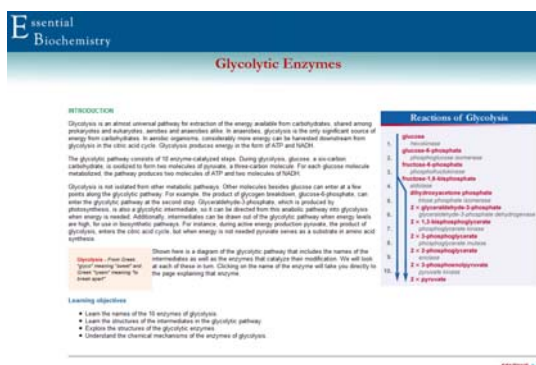 Essential
Biochemistry
Glycolytic Enzymes
INTRODUCTION
Glycolysis is an almost universal pathway for extraction of the energy available from carbohydrates, shared among
prokaryotes and eukaryotes, aerobes and anaerobes alike. In anaerobes, glycolysis is the only significant source of
energy from carbohydrates. In aerobic organisms, considerably more energy can be harvested downstream from
glycolysis in the citric acid cycle. Glycolysis produces energy in the form of ATP and NADH.
The glycolytic pathway consists of 10 enzyme-catalyzed steps. During glycolysis, glucose, a six-carbon
carbohydrate, is oxidized to form two molecules of pyruvate, a three-carbon molecule. For each glucose molecule
metabolized, the pathway produces two molecules of ATP and two molecules of NADH.
Glycolysis is not isolated from other metabolic pathways. Other molecules besides glucose can enter at a few
points along the glycolytic pathway. For example, the product of glycogen breakdown, glucose-6-phosphate, can
enter the glycolytic pathway at the second step. Glyceraldehyde-3-phosphate, which is produced by
photosynthesis, is also a glycolytic intermediate, so it can be directed from this anabolic pathway into glycolysis
when energy is needed. Additionally, intermediates can be drawn out of the glycolytic pathway when energy levels
are high, for use in biosynthetic pathways. For instance, during active energy production pyruvate, the product of
glycolysis, enters the citric acid cycle, but when energy is not needed pyruvate serves as a substrate in amino acid
synthesis.
Glycolysis - From Greek
"glyco" meaning "sweet" and
Greek "lysein" meaning "to
break apart"
Shown here is a diagram of the glycolytic pathway that includes the names of the
intermediates as well as the enzymes that catalyze their modification. We will look
at each of these in turn. Clicking on the name of the enzyme will take you directly to
the page explaining that enzyme.
Learning objectives
• Learn the names of the 10 enzymes of glycolysis.
• Learn the structures of the intermediates in the glycolytic pathway.
• Explore the structures of the glycolytic enzymes.
• Understand the chemical mechanisms of the enzymes of glycolysis.
Reactions of Glycolysis
glucose
1. hexokinase
glucose-6-phosphate
2. phosphoglucose isomerase
fructose-6-phosphate
3. phosphofructokinase
fructose-1,6-bisphosphate
4. aldolase
dihydroxyacetone phosphate
5. triose phosphate isomerase
2 × glyceraldehyde-3-phosphate
6. glyceraldehyde-3-phosphate dehydrogenase
2 × 1,3-bisphosphoglycerate
7. phosphoglycerate kinase
2 × 3-phosphoglycerate
8. phosphoglycerate mutase
2 × 2-phosphoglycerate
9. enolase
2 × 2-phosphoenolpyruvate
10. pyruvate kinase
2 × pyruvate